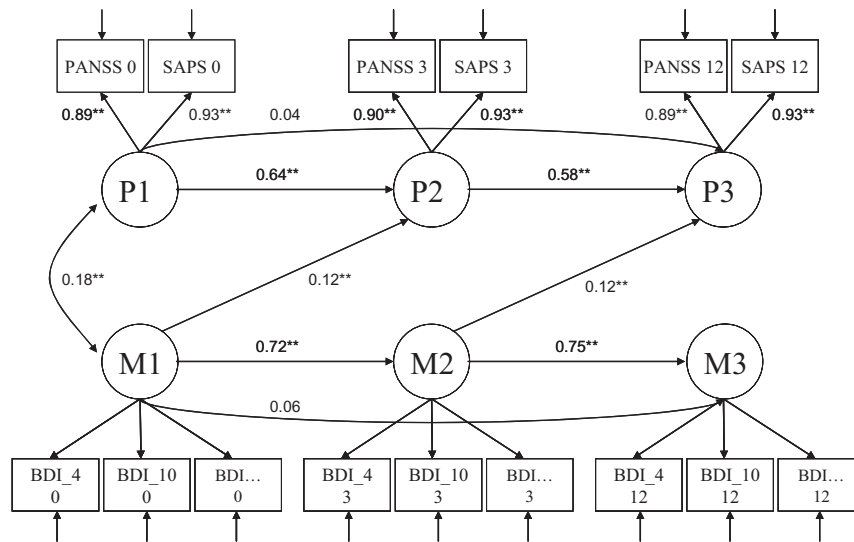 PANSS 0 SAPS 0 PANSS 3 SAPS 3 PANSS 12 SAPS 12
0.89** 0.93** 0.04 0.90** 0.93** 0.89** 0.93**
P1 0.64** P2 0.58** P3
0.18** 0.12** 0.12**
M1 0.72** M2 0.75** M3
0.06
BDI_4 BDI_10 BDI… BDI_4 BDI_10 BDI… BDI_4 BDI_10 BDI…
0 0 0 3 3 3 12 12 12